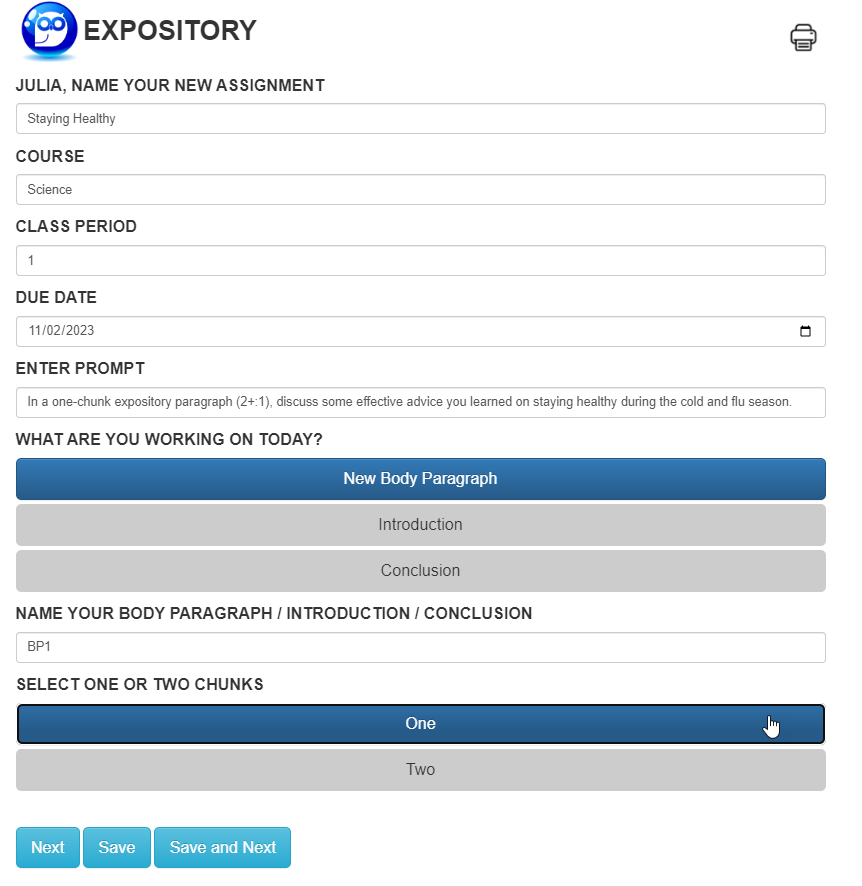 EXPOSITORY
JULIA, NAME YOUR NEW ASSIGNMENT
Staying Healthy
COURSE
Science
CLASS PERIOD
1
DUE DATE
11/02/2023
ENTER PROMPT
In a one-chunk expository paragraph (2+:1), discuss some effective advice you learned on staying healthy during the cold and flu season.
WHAT ARE YOU WORKING ON TODAY?
New Body Paragraph
Introduction
Conclusion
NAME YOUR BODY PARAGRAPH / INTRODUCTION / CONCLUSION
BP1
SELECT ONE OR TWO CHUNKS
One
Two
Next Save Save and Next